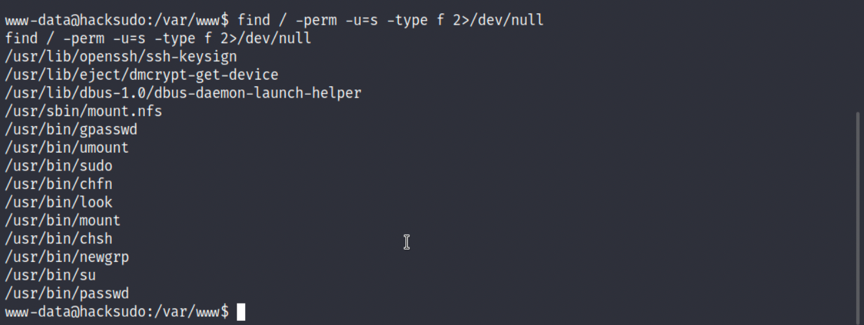 www-data@hacksudo:/var/www$ find / -perm -u=s -type f 2>/dev/null
find / -perm -u=s -type f 2>/dev/null
/usr/lib/openssh/ssh-keysign
/usr/lib/eject/dmcrypt-get-device
/usr/lib/dbus-1.0/dbus-daemon-launch-helper
/usr/sbin/mount.nfs
/usr/bin/gpasswd
/usr/bin/umount
/usr/bin/sudo
/usr/bin/chfn
/usr/bin/look
/usr/bin/mount
/usr/bin/chsh
/usr/bin/newgrp
/usr/bin/su
/usr/bin/passwd
www-data@hacksudo:/var/www$